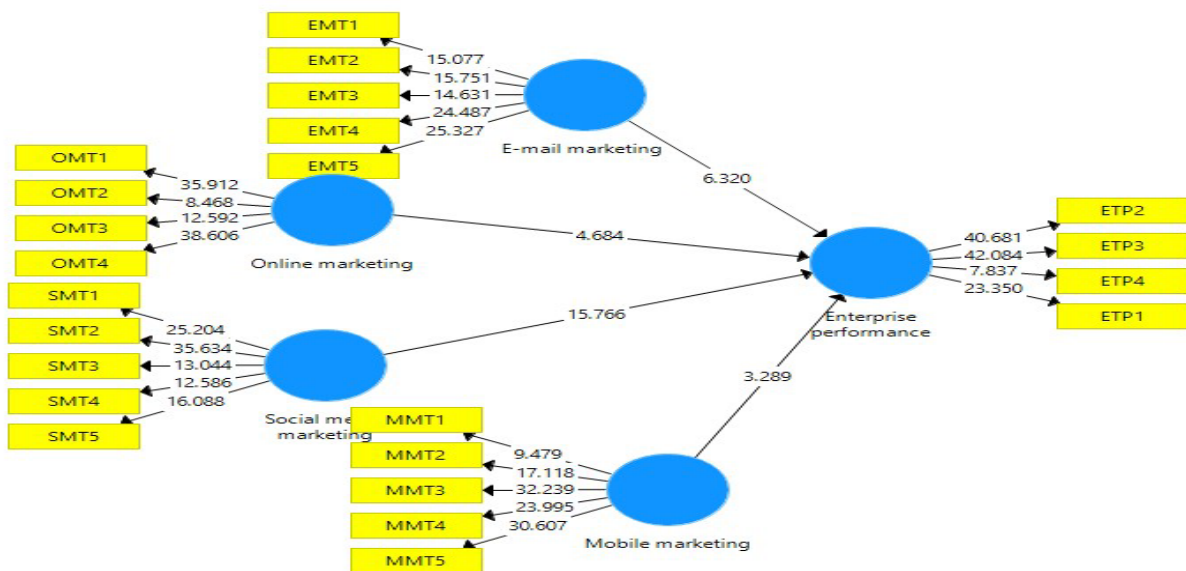 EMT1
EMT2
EMT3
EMT4
EMT5
15.077
15.751
14.631
24.487
25.327
E-mail marketing
6.320
OMT1
OMT2
OMT3
OMT4
35.912
8.468
12.592
38.606
Online marketing
4.684
SMT1
SMT2
SMT3
SMT4
SMT5
25.204
35.634
13.044
12.586
16.088
Social me
marketing
15.766
MMT1
MMT2
MMT3
MMT4
MMT5
9.479
17.118
32.239
23.995
30.607
Mobile marketing
3.289
Enterprise
performance
40.681
42.084
7.837
23.350
ETP2
ETP3
ETP4
ETP1